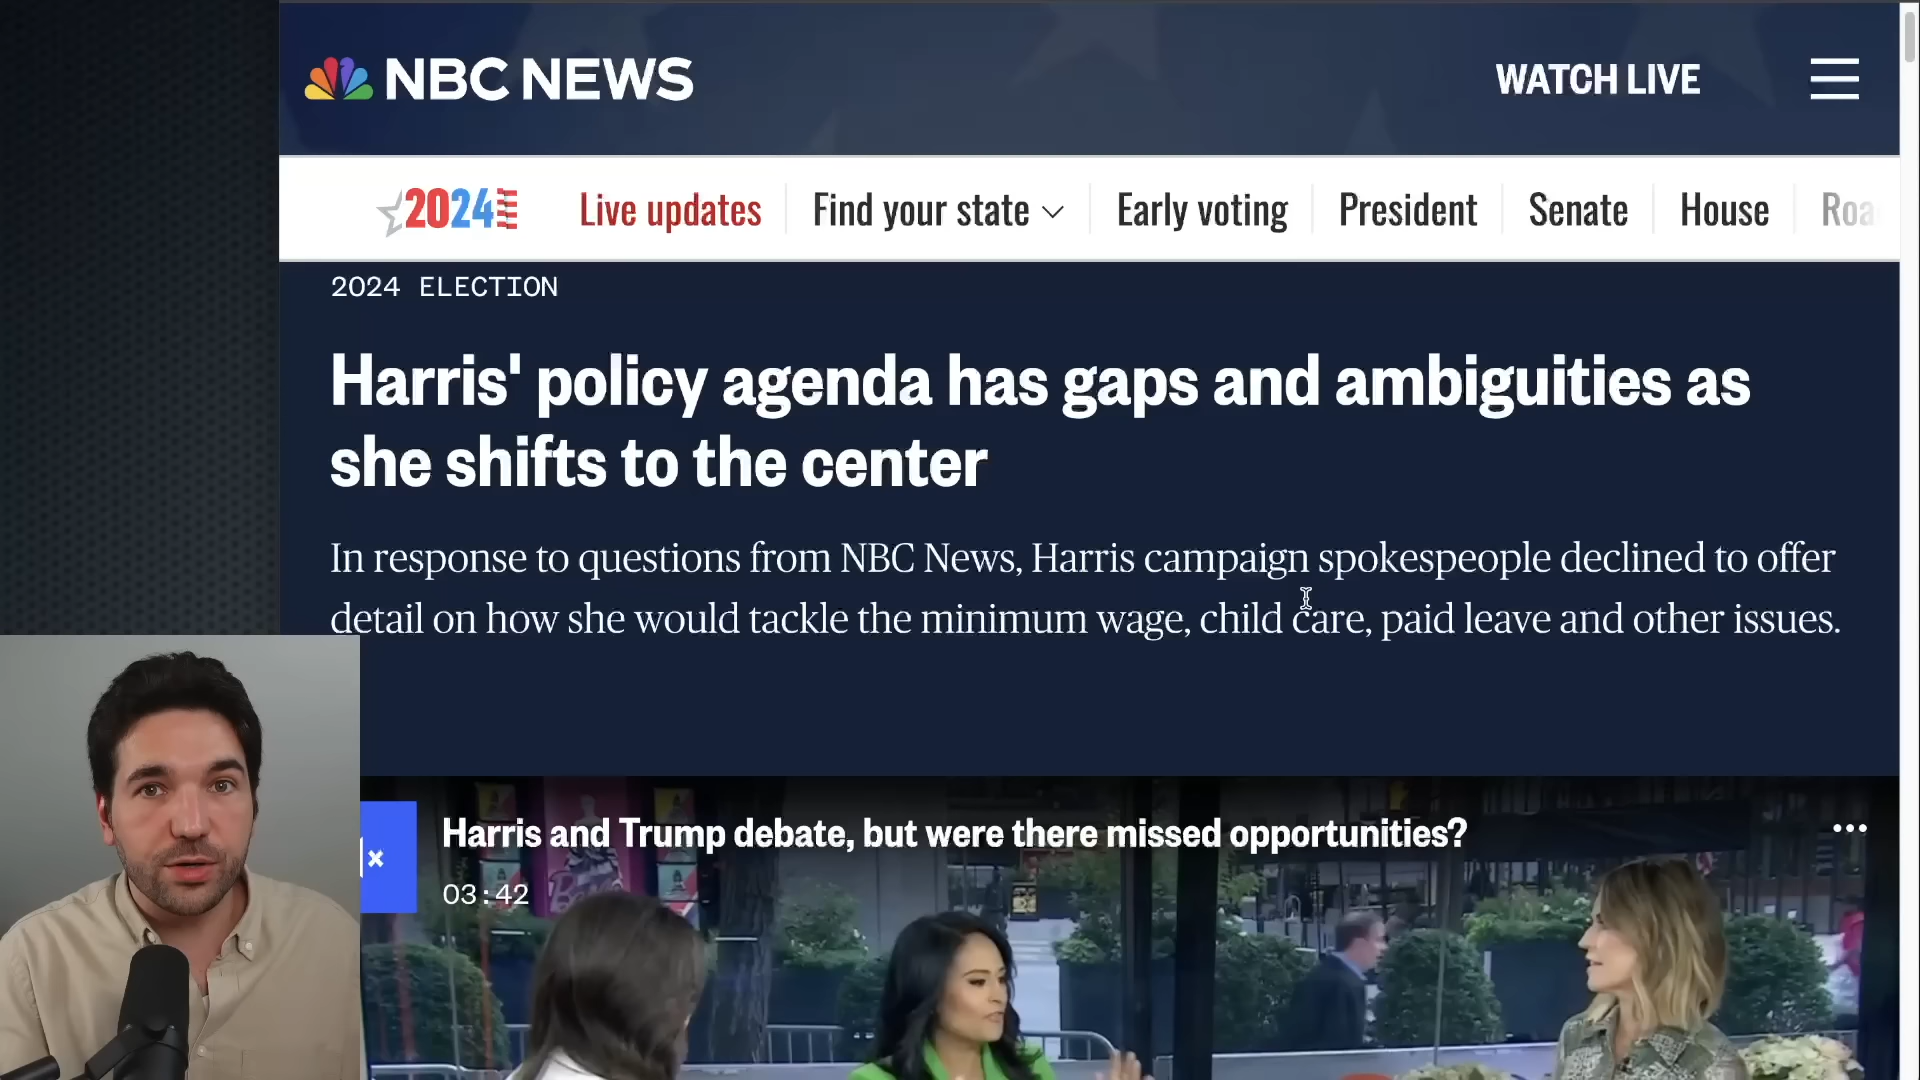 NBC NEWS
WATCH LIVE
2024
Live updates
Find your state
Early voting
President
Senate
House
2024 ELECTION
Harris' policy agenda has gaps and ambiguities as
she shifts to the center
In response to questions from NBC News, Harris campaign spokespeople declined to offer
detail on how she would tackle the minimum wage, child care, paid leave and other issues.
Harris and Trump debate, but were there missed opportunities?
03:42